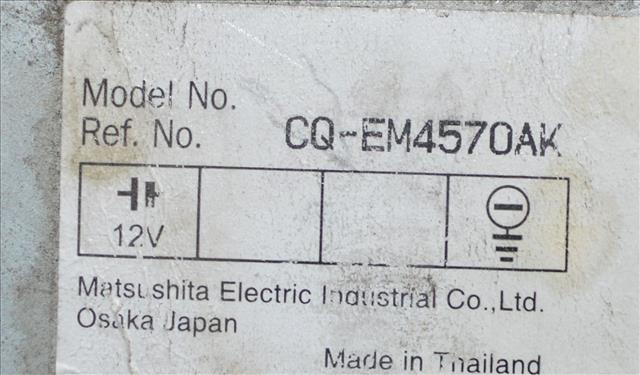 Model No.
Ref. No. CQ-EM4570AK
12V
Matsushita Electric Industrial Co.,Ltd.
Osaka Japan
Made in Thailand